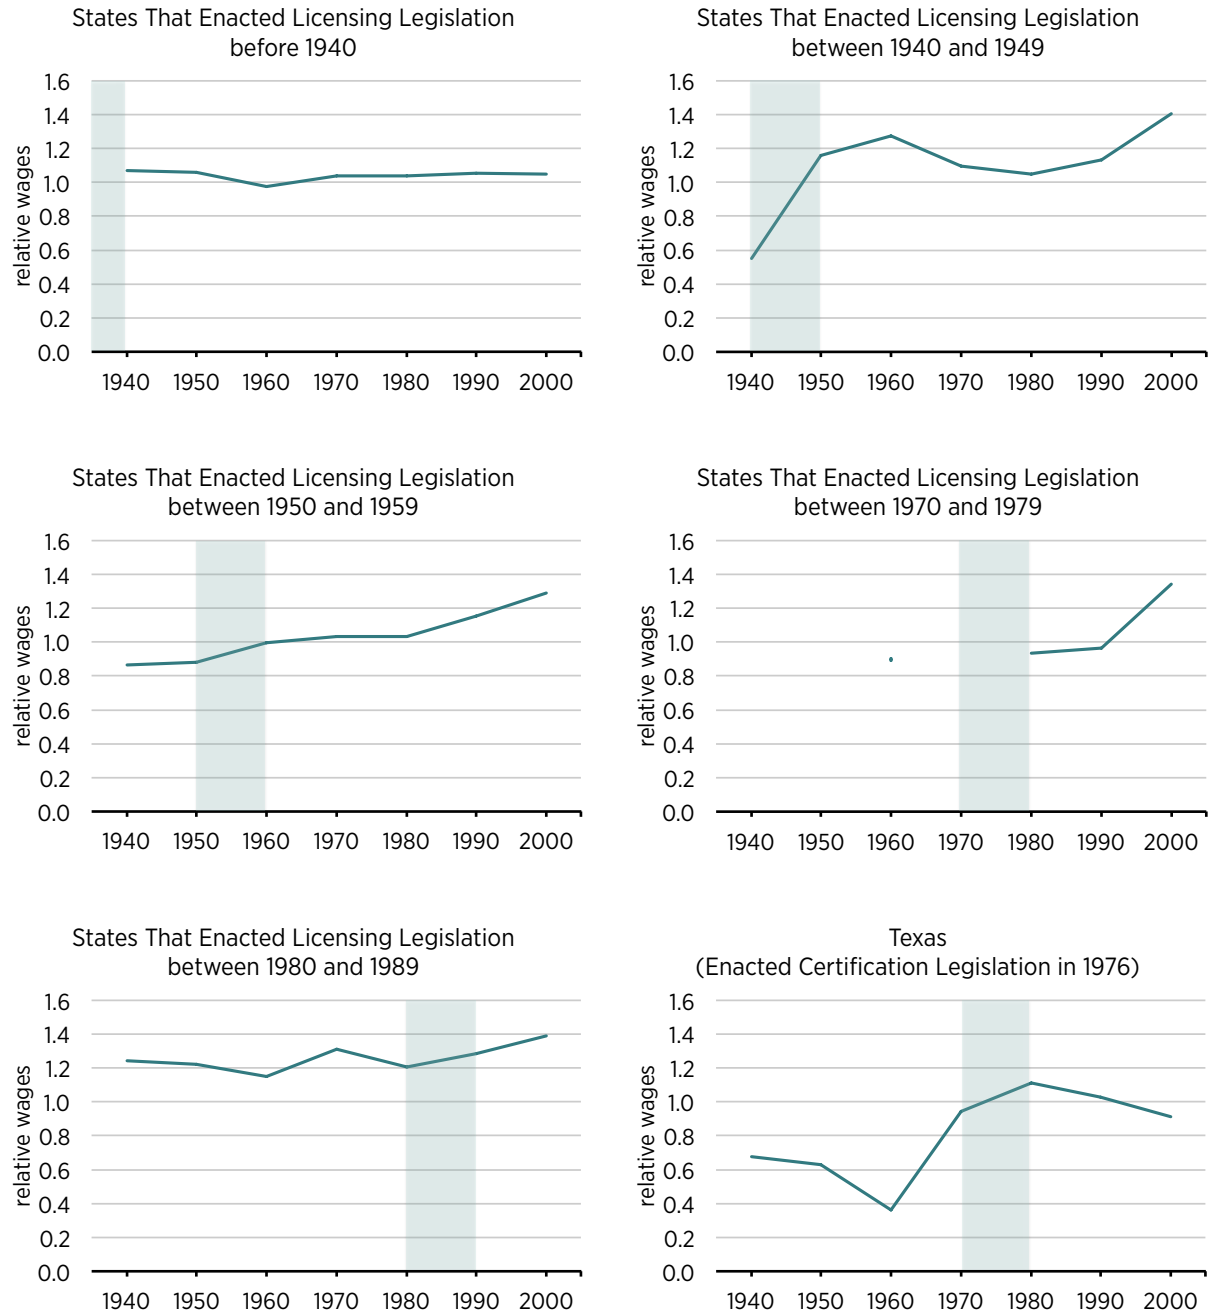 States That Enacted Licensing Legislation
before 1940
relative wages
1.6
1.4
1.2
1.0
0.8
0.6
0.4
0.2
0.0
1940 1950 1960 1970 1980 1990 2000
States That Enacted Licensing Legislation
between 1940 and 1949
relative wages
1.6
1.4
1.2
1.0
0.8
0.6
0.4
0.2
0.0
1940 1950 1960 1970 1980 1990 2000
States That Enacted Licensing Legislation
between 1950 and 1959
relative wages
1.6
1.4
1.2
1.0
0.8
0.6
0.4
0.2
0.0
1940 1950 1960 1970 1980 1990 2000
States That Enacted Licensing Legislation
between 1970 and 1979
relative wages
1.6
1.4
1.2
1.0
0.8
0.6
0.4
0.2
0.0
1940 1950 1960 1970 1980 1990 2000
States That Enacted Licensing Legislation
between 1980 and 1989
relative wages
1.6
1.4
1.2
1.0
0.8
0.6
0.4
0.2
0.0
1940 1950 1960 1970 1980 1990 2000
Texas
(Enacted Certification Legislation in 1976)
relative wages
1.6
1.4
1.2
1.0
0.8
0.6
0.4
0.2
0.0
1940 1950 1960 1970 1980 1990 2000